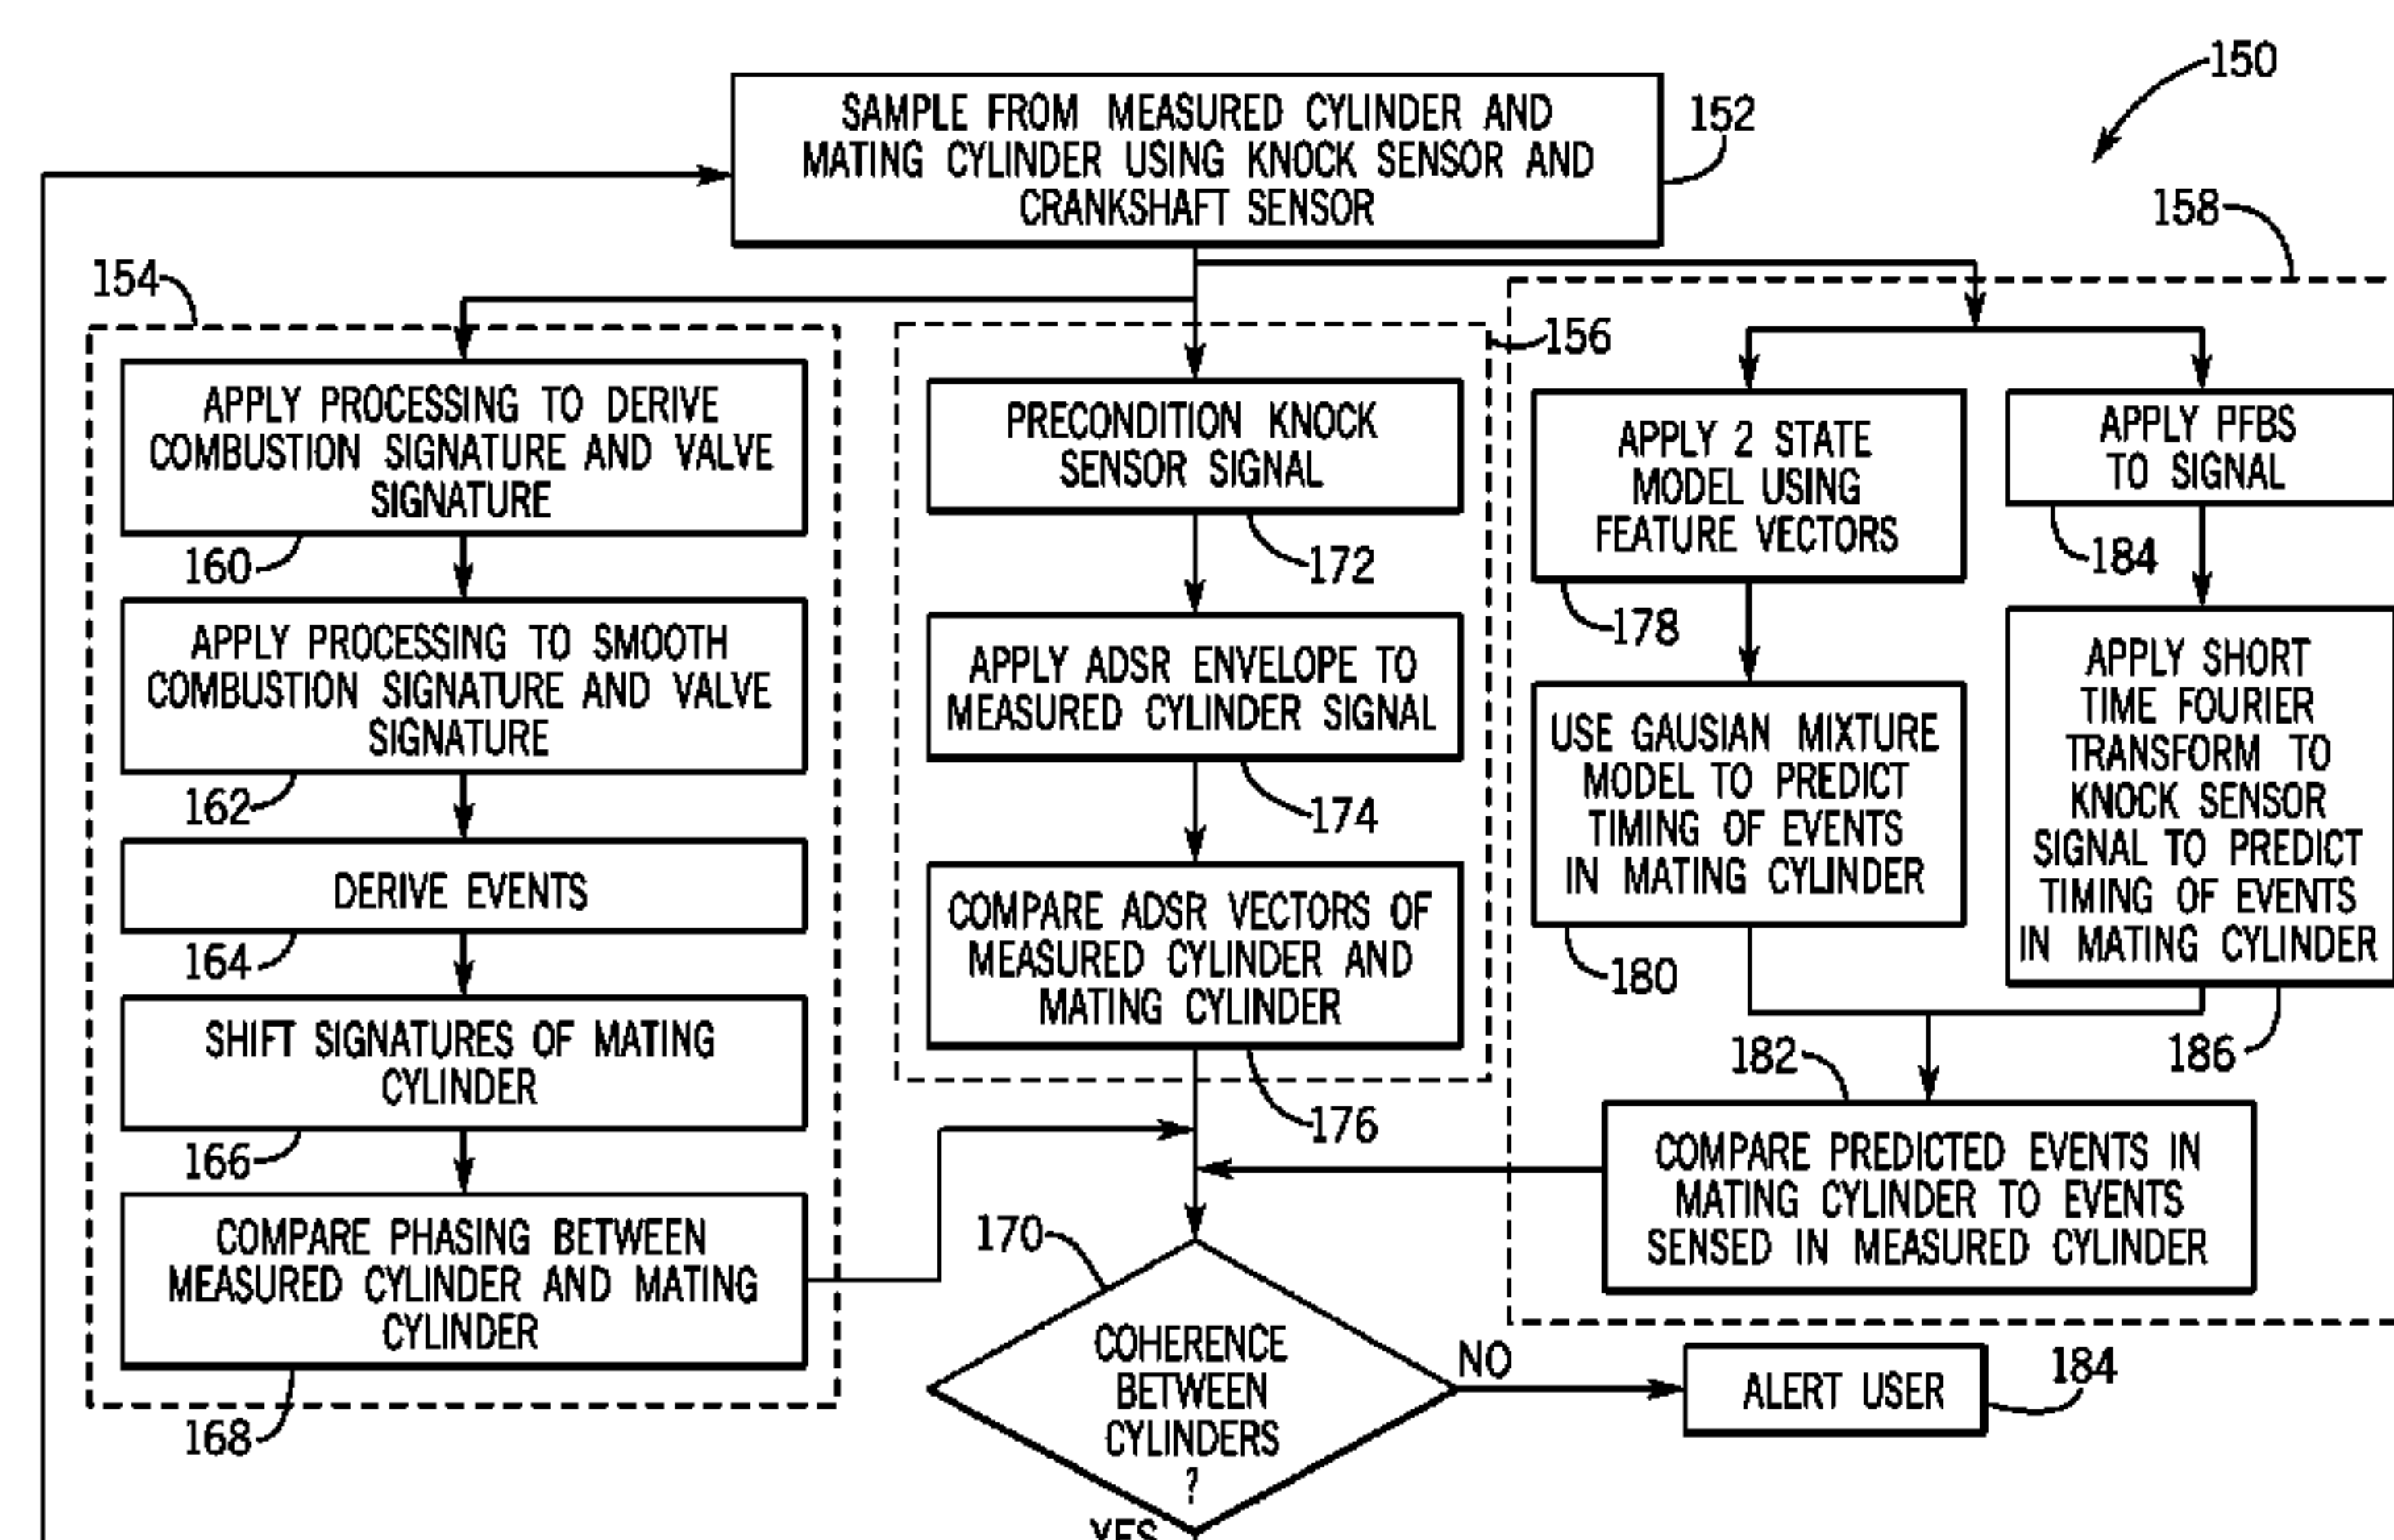 150
SAMPLE FROM MEASURED CYLINDER AND
MATING CYLINDER USING KNOCK SENSOR AND
CRANKSHAFT SENSOR
152
158
154
156
APPLY PROCESSING TO DERIVE
COMBUSTION SIGNATURE AND VALVE
SIGNATURE
160
APPLY PROCESSING TO SMOOTH
COMBUSTION SIGNATURE AND VALVE
SIGNATURE
162
DERIVE EVENTS
164
SHIFT SIGNATURES OF MATING
CYLINDER
166
COMPARE PHASING BETWEEN
MEASURED CYLINDER AND MATING
CYLINDER
168
PRECONDITION KNOCK
SENSOR SIGNAL
172
APPLY ADSR ENVELOPE TO
MEASURED CYLINDER SIGNAL
174
COMPARE ADSR VECTORS OF
MEASURED CYLINDER AND
MATING CYLINDER
176
APPLY 2 STATE
MODEL USING
FEATURE VECTORS
178
USE GAUSIAN MIXTURE
MODEL TO PREDICT
TIMING OF EVENTS
IN MATING CYLINDER
180
APPLY PFBS
TO SIGNAL
184
APPLY SHORT
TIME FOURIER
TRANSFORM TO
KNOCK SENSOR
SIGNAL TO PREDICT
TIMING OF EVENTS
IN MATING CYLINDER
186
182
COMPARE PREDICTED EVENTS IN
MATING CYLINDER TO EVENTS
SENSED IN MEASURED CYLINDER
170
COHERENCE
BETWEEN
CYLINDERS
?
NO
ALERT USER
184
YES